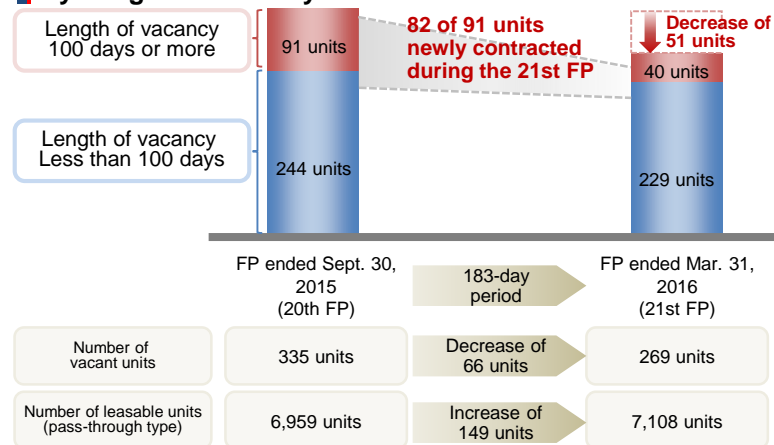 Length of vacancy
100 days or more
91 units
82 of 91 units
newly contracted
during the 21st FP
Decrease of
51 units
40 units
Length of vacancy
Less than 100 days
244 units
229 units
FP ended Sept. 30,
2015
(20th FP)
183-day
period
FP ended Mar. 31,
2016
(21st FP)
Number of
vacant units
335 units
Decrease of
66 units
269 units
Number of leasable units
(pass-through type)
6,959 units
Increase of
149 units
7,108 units